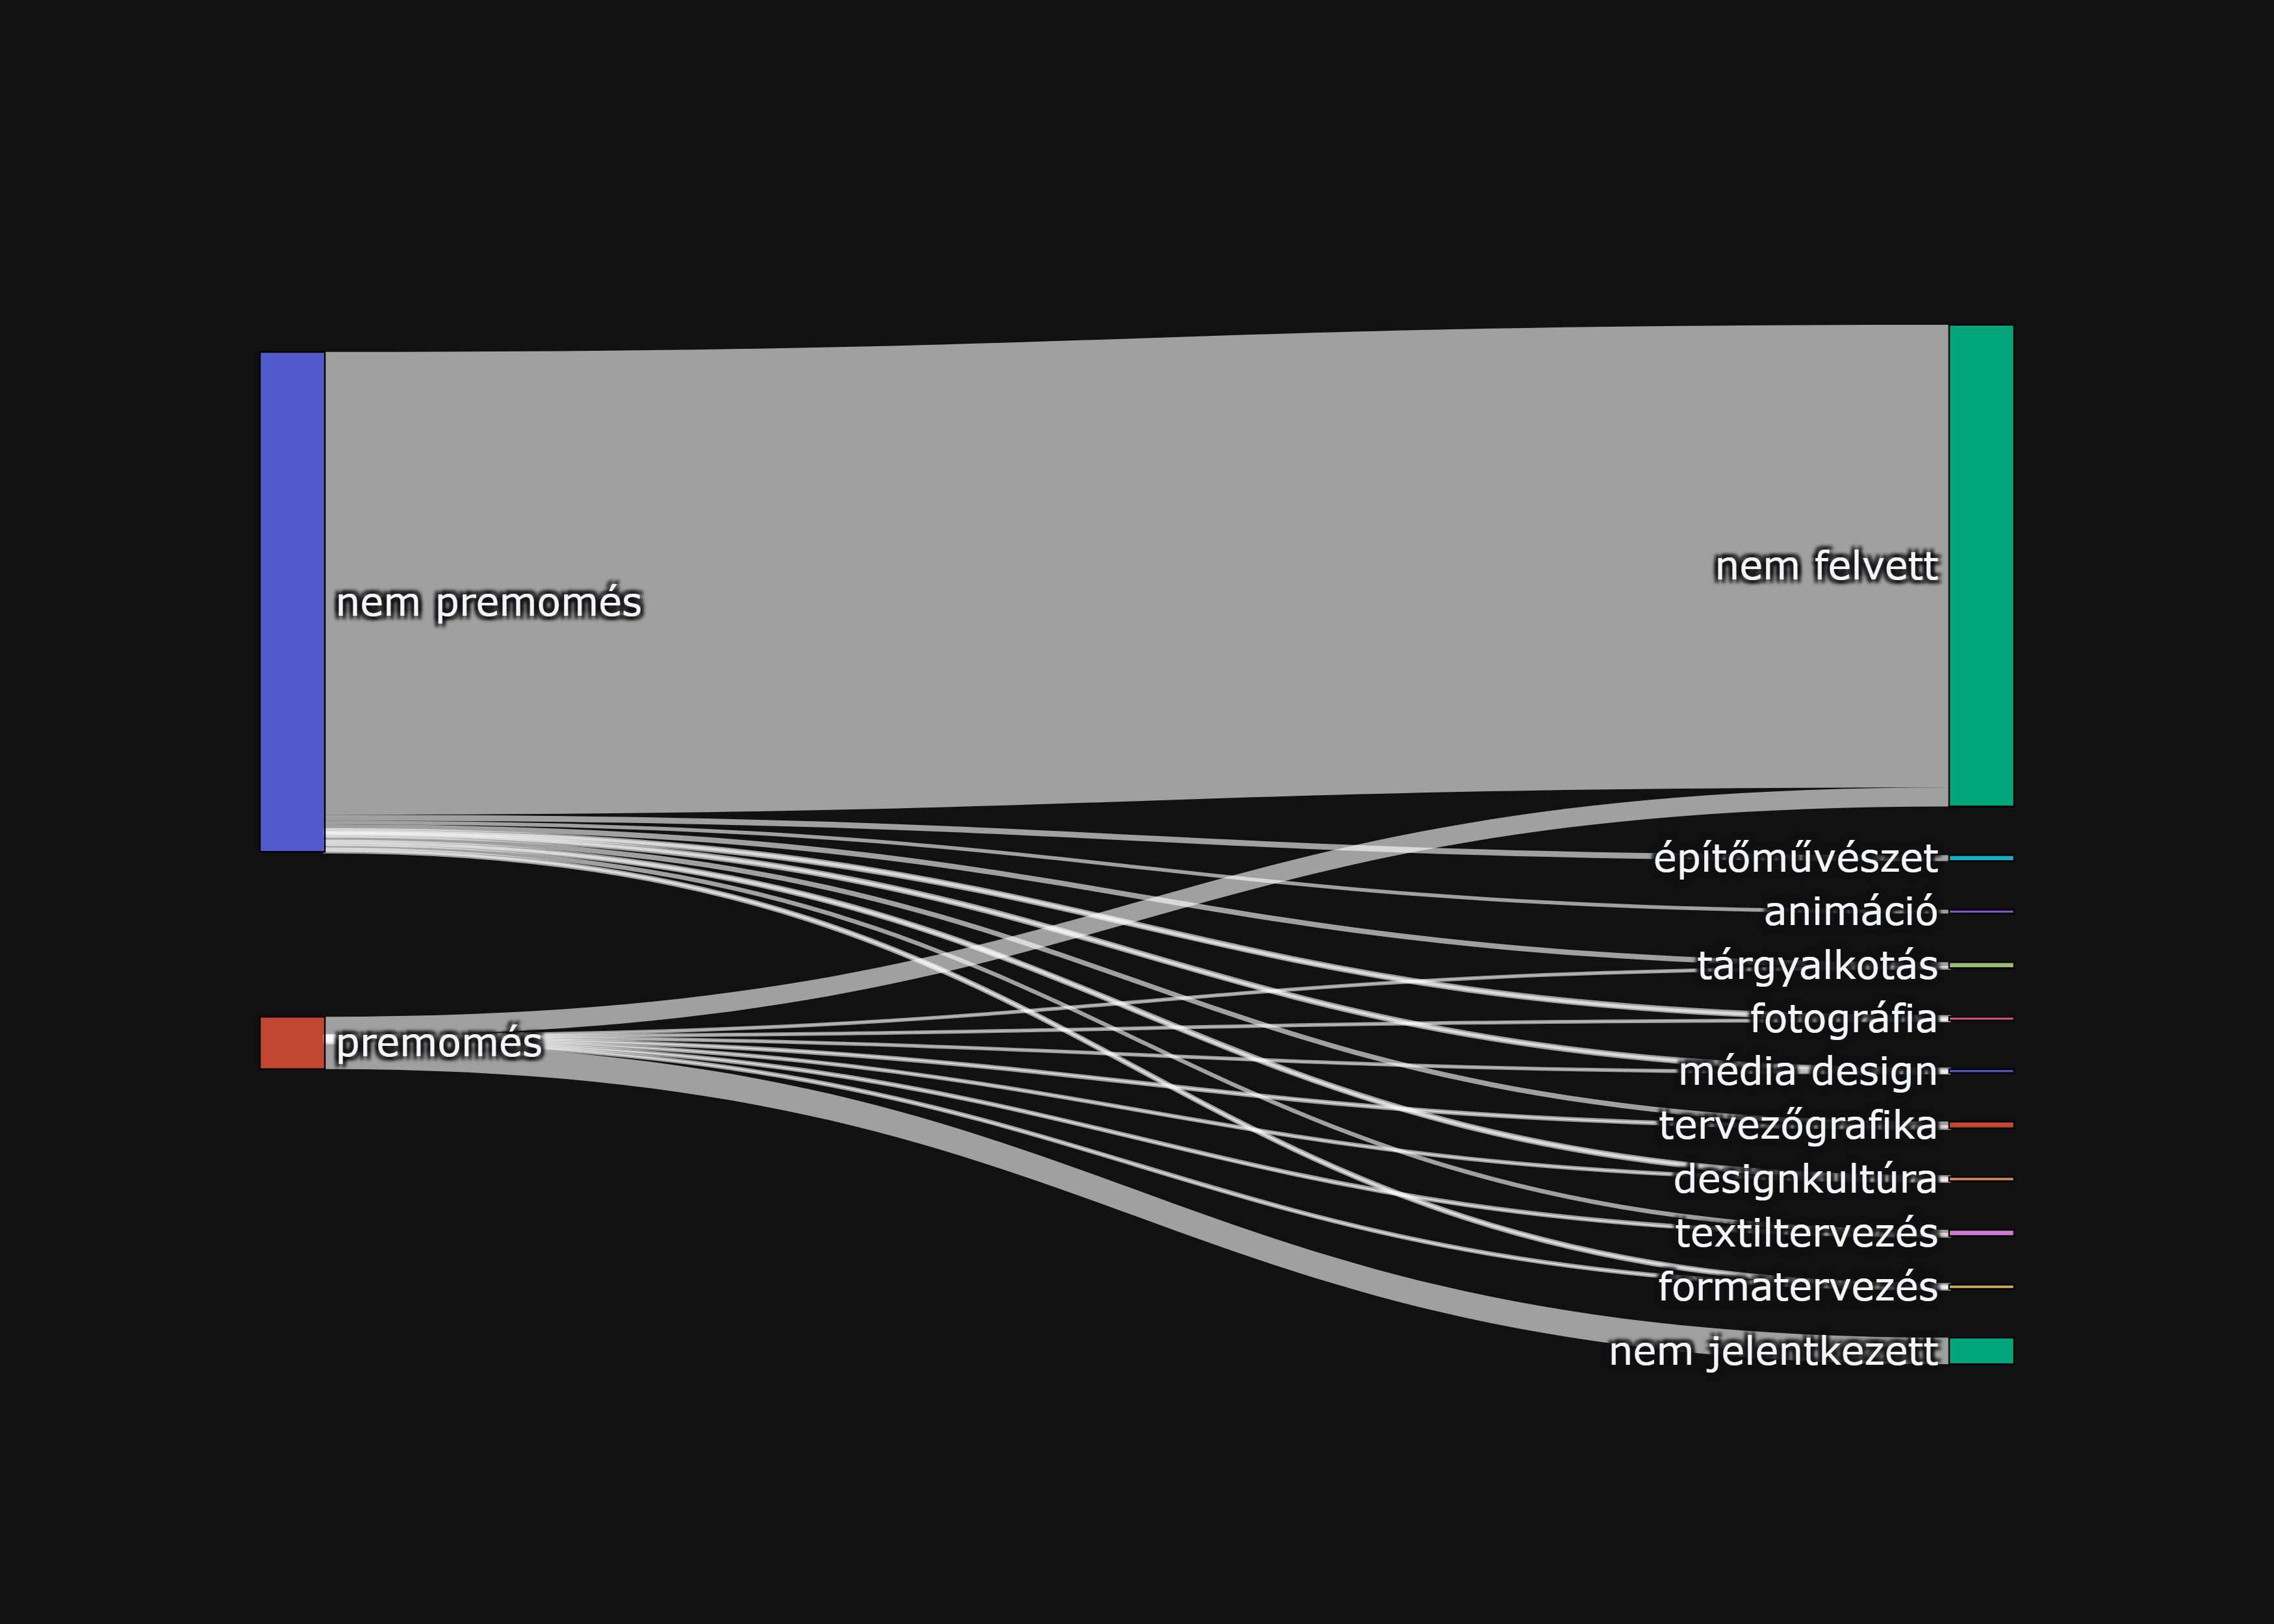 nem premomés
premomés
nem felvett
építőművészet
animáció
tárgyalkotás
fotográfia
média design
tervezőgrafika
designkultúra
textiltervezés
formatervezés
nem jelentkezett